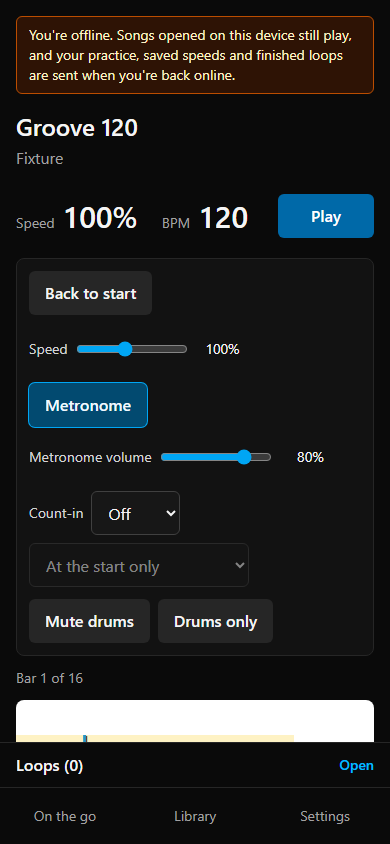 You're offline. Songs opened on this device still play,
and your practice, saved speeds and finished loops
are sent when you're back online.
Groove 120
Fixture
Speed 100% BPM 120 Play
Back to start
Speed 100%
Metronome
Metronome volume 80%
Count-in Off
At the start only
Mute drums Drums only
Bar 1 of 16
Loops (0) Open
On the go Library Settings